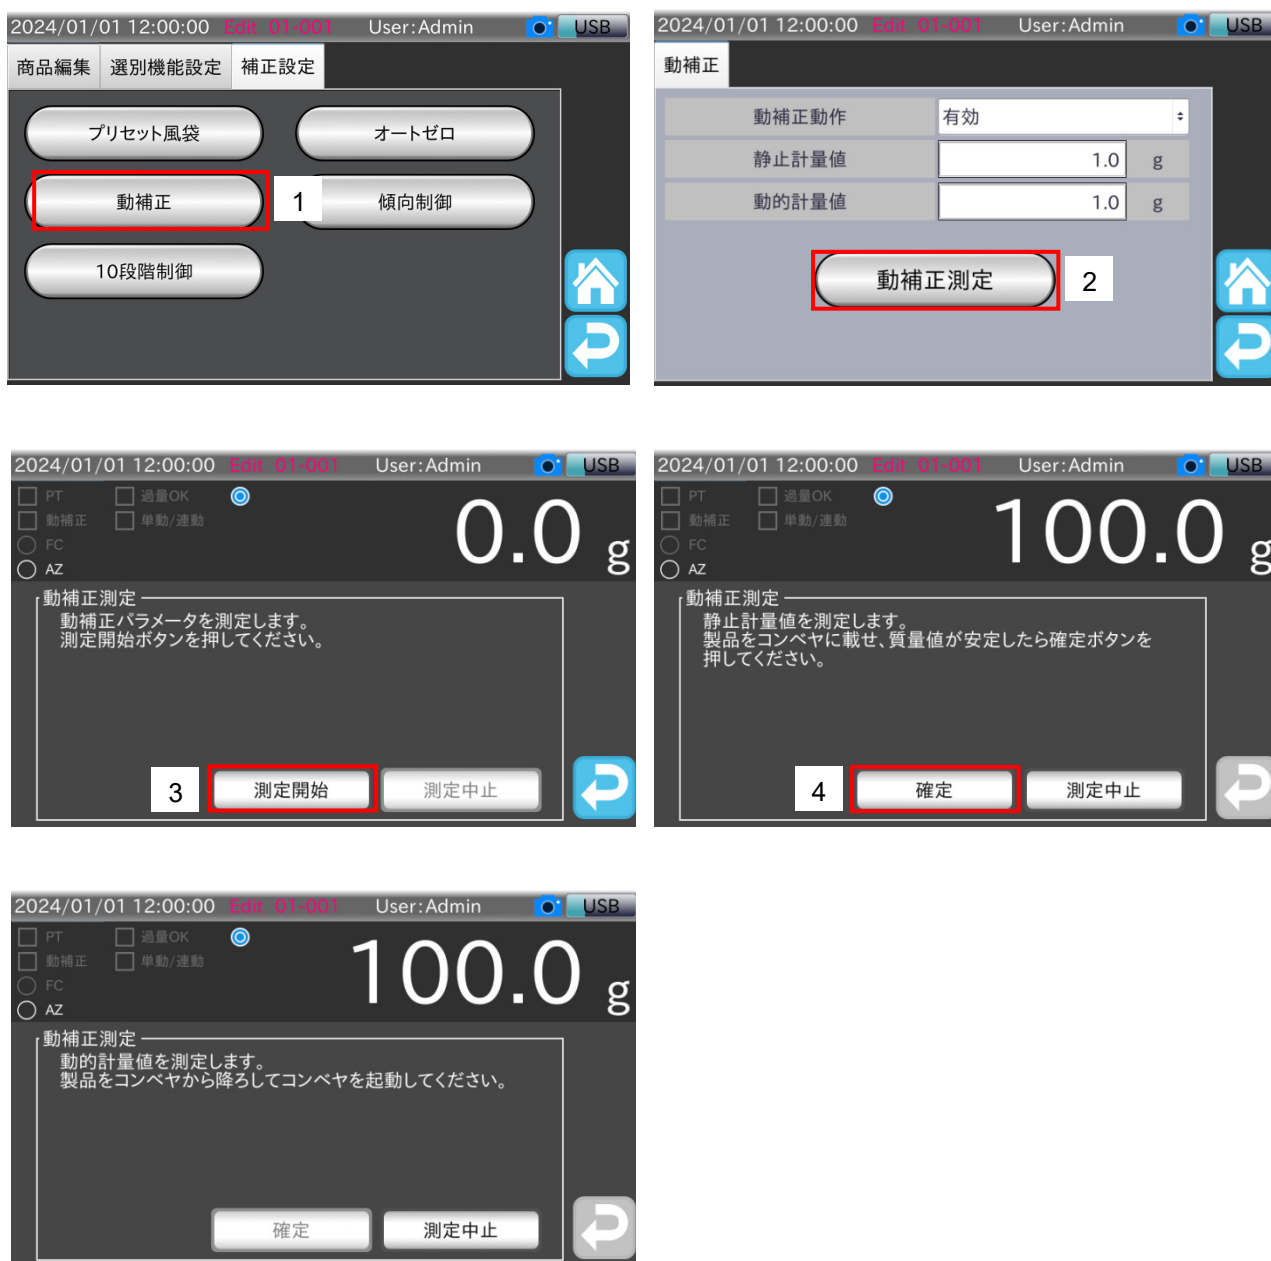 2024/01/01 12:00:00 Edit 01-001 User:Admin USB
商品編集 選別機能設定 補正設定
プリセット風袋 オートゼロ
動補正 1 傾向制御
10段階制御
2024/01/01 12:00:00 Edit 01-001 User:Admin USB
動補正
動補正動作 有効
静止計量値 1.0 g
動的計量値 1.0 g
動補正測定 2
2024/01/01 12:00:00 Edit 01-001 User:Admin USB
PT 過量OK
動補正 単動/連動
FC
AZ
0.0 g
動補正測定
動補正パラメータを測定します。
測定開始ボタンを押してください。
3 測定開始 測定中止
2024/01/01 12:00:00 Edit 01-001 User:Admin USB
PT 過量OK
動補正 単動/連動
FC
AZ
100.0 g
動補正測定
静止計量値を測定します。
製品をコンベヤに載せ、質量値が安定したら確定ボタンを
押してください。
4 確定 測定中止
2024/01/01 12:00:00 Edit 01-001 User:Admin USB
PT 過量OK
動補正 単動/連動
FC
AZ
100.0 g
動補正測定
動的計量値を測定します。
製品をコンベヤから降ろしてコンベヤを起動してください。
確定 測定中止